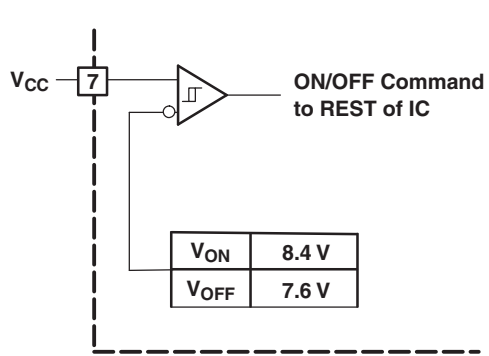 V_CC 7
ON/OFF Command
to REST of IC
V_ON 8.4 V
V_OFF 7.6 V